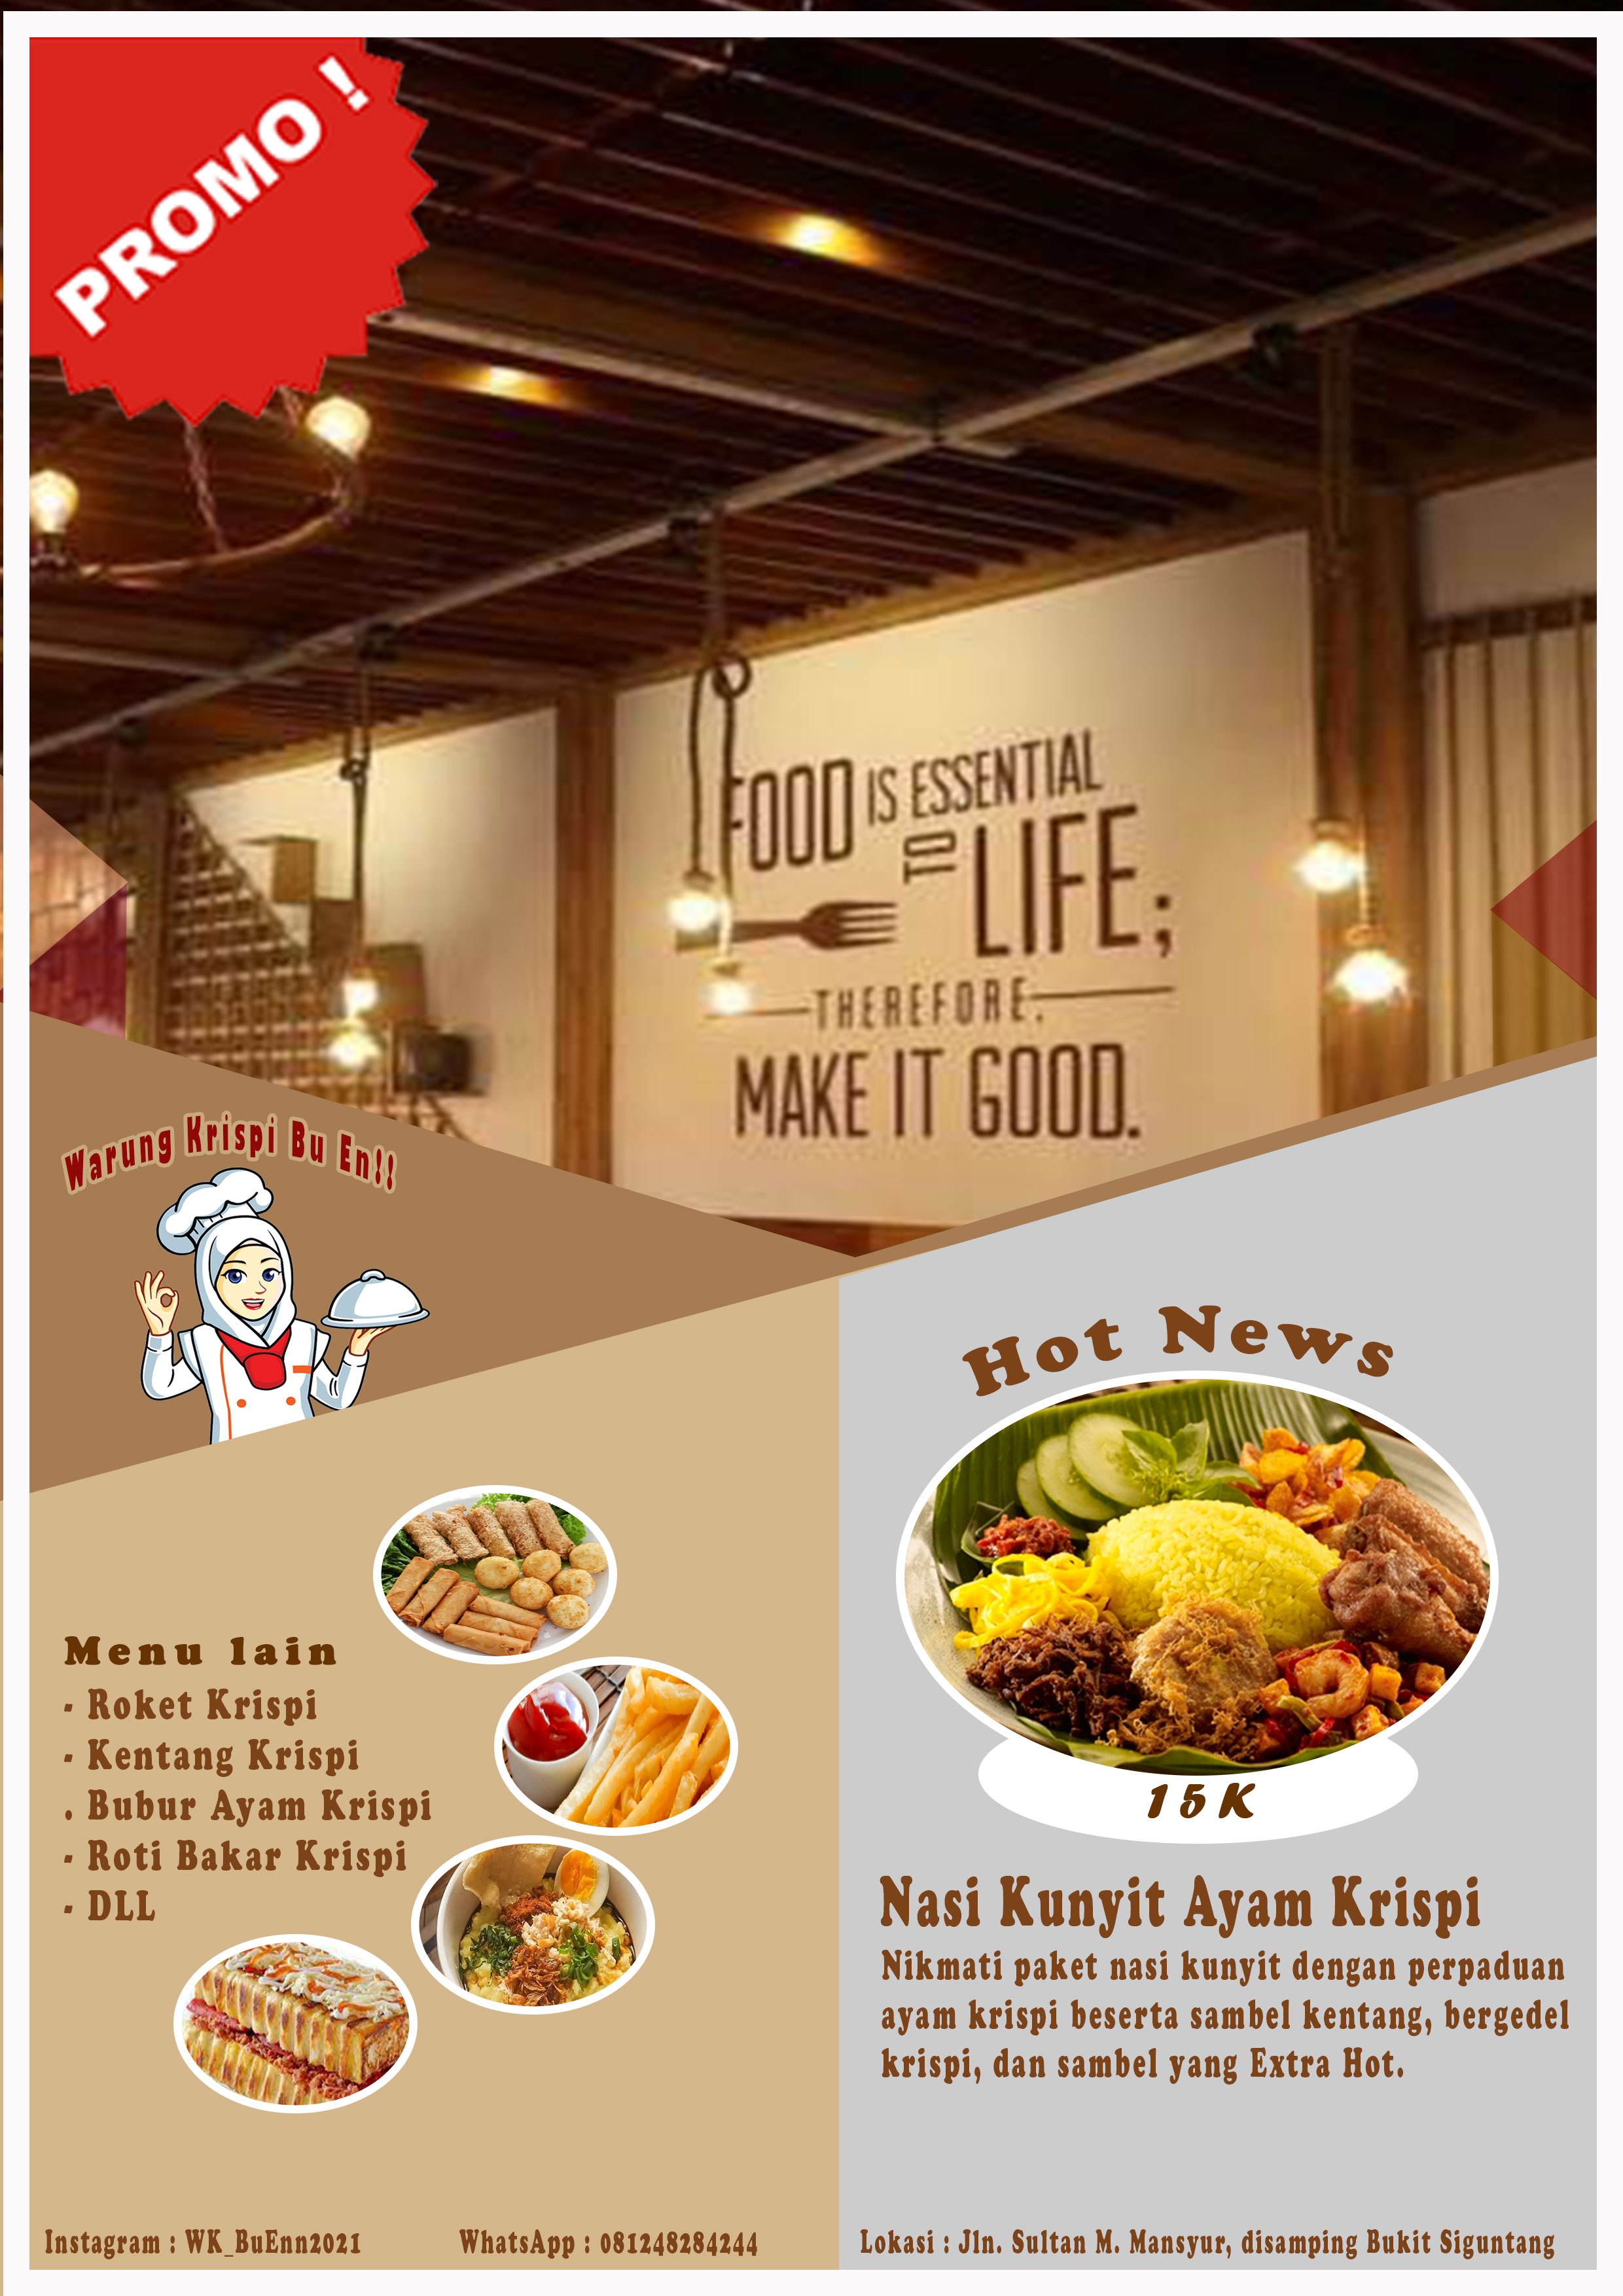 PROMO !
FOOD IS ESSENTIAL
TO LIFE;
THEREFORE.
MAKE IT GOOD.
Warung Krispi Bu En!!
Menu lain
- Roket Krispi
- Kentang Krispi
. Bubur Ayam Krispi
- Roti Bakar Krispi
- DLL
Hot News
15K
Nasi Kunyit Ayam Krispi
Nikmati paket nasi kunyit dengan perpaduan
ayam krispi beserta sambel kentang, bergedel
krispi, dan sambel yang Extra Hot.
Instagram : WK_BuEnn2021
WhatsApp : 081248284244
Lokasi : Jln. Sultan M. Mansyur, disamping Bukit Siguntang